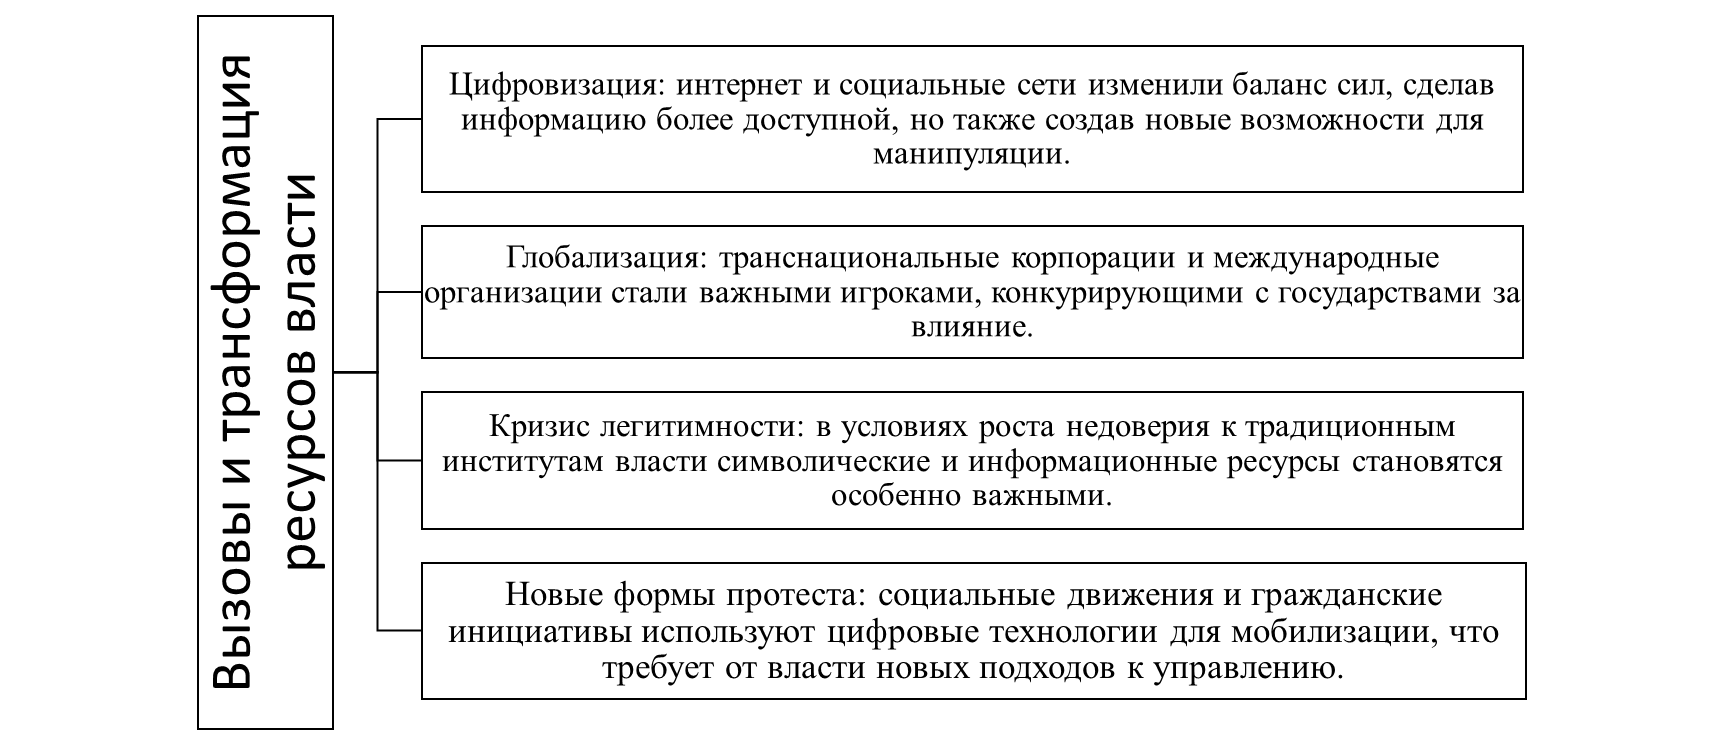 Вызовы и трансформация
ресурсов власти
Цифровизация: интернет и социальные сети изменили баланс сил, сделав
информацию более доступной, но также создав новые возможности для
манипуляции.
Глобализация: транснациональные корпорации и международные
организации стали важными игроками, конкурирующими с государствами за
влияние.
Кризис легитимности: в условиях роста недоверия к традиционным
институтам власти символические и информационные ресурсы становятся
особенно важными.
Новые формы протеста: социальные движения и гражданские
инициативы используют цифровые технологии для мобилизации, что
требует от власти новых подходов к управлению.